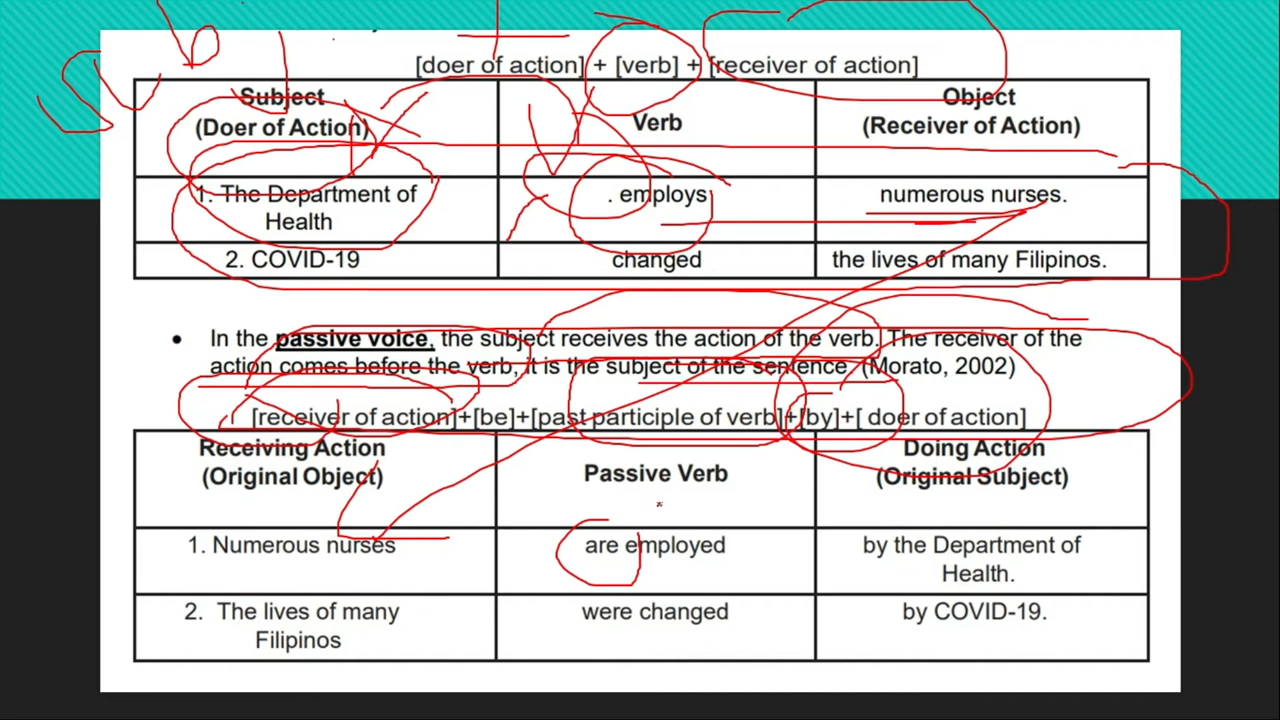 subj
[doer of action] + [verb] + [receiver of action]
Subject Verb Object
(Doer of Action) (Receiver of Action)
1. The Department of Health . employs numerous nurses.
2. COVID-19 changed the lives of many Filipinos.
• In the passive voice, the subject receives the action of the verb. The receiver of the
action comes before the verb, it is the subject of the sentence. (Morato, 2002)
[receiver of action]+[be]+[past participle of verb]+[by]+[ doer of action]
Receiving Action Passive Verb Doing Action
(Original Object) (Original Subject)
1. Numerous nurses are employed by the Department of Health.
2. The lives of many Filipinos were changed by COVID-19.